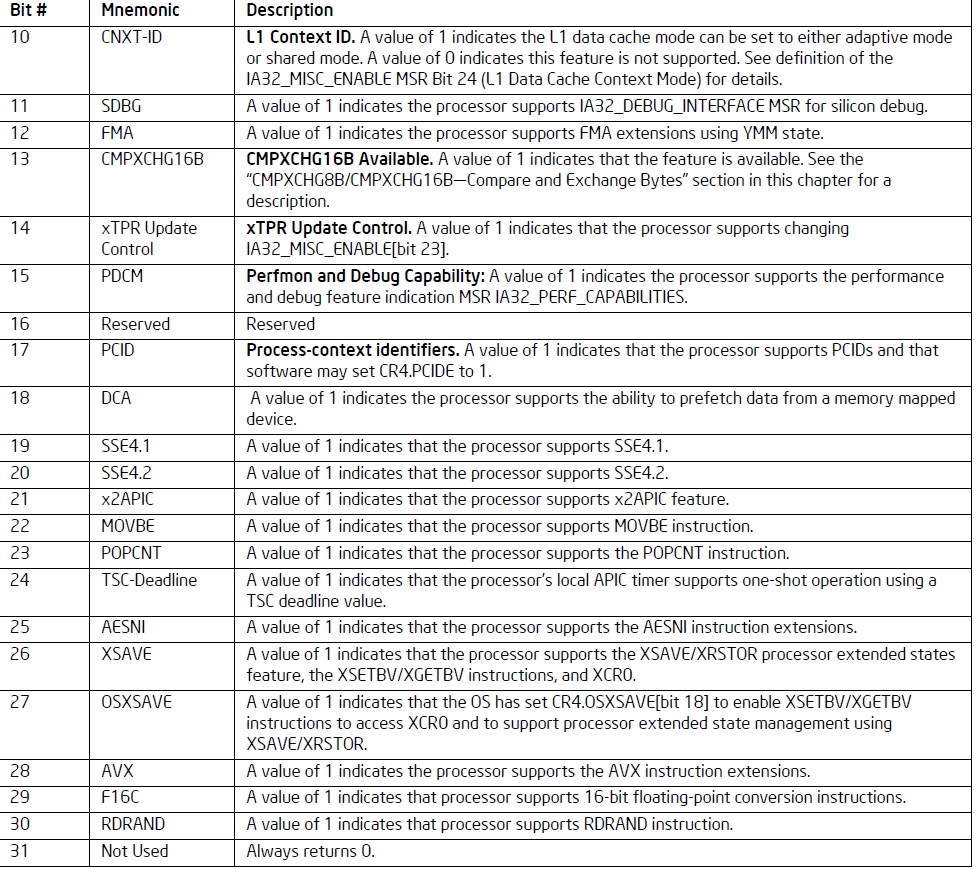 Bit # Mnemonic Description
10 CNXT-ID L1 Context ID. A value of 1 indicates the L1 data cache mode can be set to either adaptive mode
or shared mode. A value of 0 indicates this feature is not supported. See definition of the
IA32_MISC_ENABLE MSR Bit 24 (L1 Data Cache Context Mode) for details.
11 SDBG A value of 1 indicates the processor supports IA32_DEBUG_INTERFACE MSR for silicon debug.
12 FMA A value of 1 indicates the processor supports FMA extensions using YMM state.
13 CMPXCHG16B CMPXCHG16B Available. A value of 1 indicates that the feature is available. See the
“CMPXCHG8B/CMPXCHG16B—Compare and Exchange Bytes” section in this chapter for a
description.
14 xTPR Update xTPR Update Control. A value of 1 indicates that the processor supports changing
Control IA32_MISC_ENABLE[bit 23].
15 PDCM Perfmon and Debug Capability: A value of 1 indicates the processor supports the performance
and debug feature indication MSR IA32_PERF_CAPABILITIES.
16 Reserved Reserved
17 PCID Process-context identifiers. A value of 1 indicates that the processor supports PCIDs and that
software may set CR4.PCIDE to 1.
18 DCA A value of 1 indicates the processor supports the ability to prefetch data from a memory mapped
device.
19 SSE4.1 A value of 1 indicates that the processor supports SSE4.1.
20 SSE4.2 A value of 1 indicates that the processor supports SSE4.2.
21 x2APIC A value of 1 indicates that the processor supports x2APIC feature.
22 MOVBE A value of 1 indicates that the processor supports MOVBE instruction.
23 POPCNT A value of 1 indicates that the processor supports the POPCNT instruction.
24 TSC-Deadline A value of 1 indicates that the processor’s local APIC timer supports one-shot operation using a
TSC deadline value.
25 AESNI A value of 1 indicates that the processor supports the AESNI instruction extensions.
26 XSAVE A value of 1 indicates that the processor supports the XSAVE/XRSTOR processor extended states
feature, the XSETBV/XGETBV instructions, and XCR0.
27 OSXSAVE A value of 1 indicates that the OS has set CR4.OSXSAVE[bit 18] to enable XSETBV/XGETBV
instructions to access XCR0 and to support processor extended state management using
XSAVE/XRSTOR.
28 AVX A value of 1 indicates the processor supports the AVX instruction extensions.
29 F16C A value of 1 indicates that processor supports 16-bit floating-point conversion instructions.
30 RDRAND A value of 1 indicates that processor supports RDRAND instruction.
31 Not Used Always returns 0.